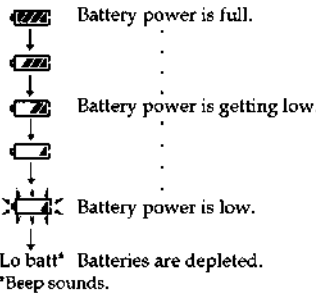 Battery power is full.
Battery power is getting low
Battery power is low.
Lo batt* Batteries are depleted.
*Beep sounds.